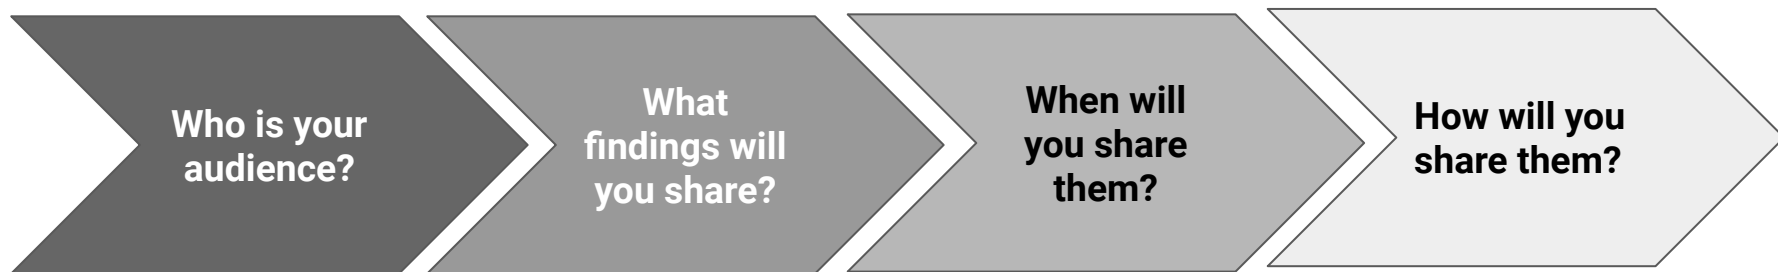 Who is your
audience?
What
findings will
you share?
When will
you share
them?
How will you
share them?